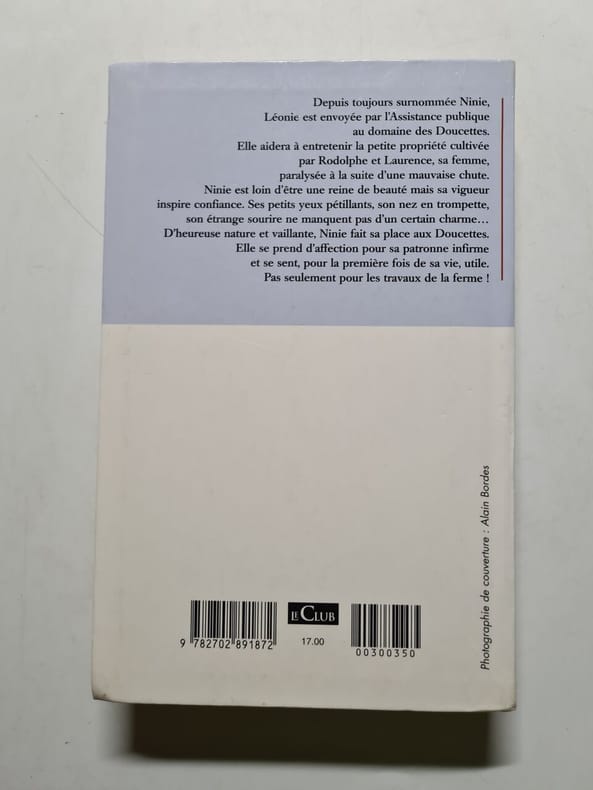 Depuis toujours surnommée Ninie,
Léonie est envoyée par l'Assistance publique
au domaine des Doucettes.
Elle aidera à entretenir la petite propriété cultivée
par Rodolphe et Laurence, sa femme,
paralysée à la suite d'une mauvaise chute.
Ninie est loin d'être une reine de beauté mais sa vigueur
inspire confiance. Ses petits yeux pétillants, son nez en trompette,
son étrange sourire ne manquent pas d'un certain charme…
D'heureuse nature et vaillante, Ninie fait sa place aux Doucettes.
Elle se prend d'affection pour sa patronne infirme
et se sent, pour la première fois de sa vie, utile.
Pas seulement pour les travaux de la ferme !
Photographie de couverture : Alain Bordes
LE CLUB
9 782702 891872
17.00
00300350